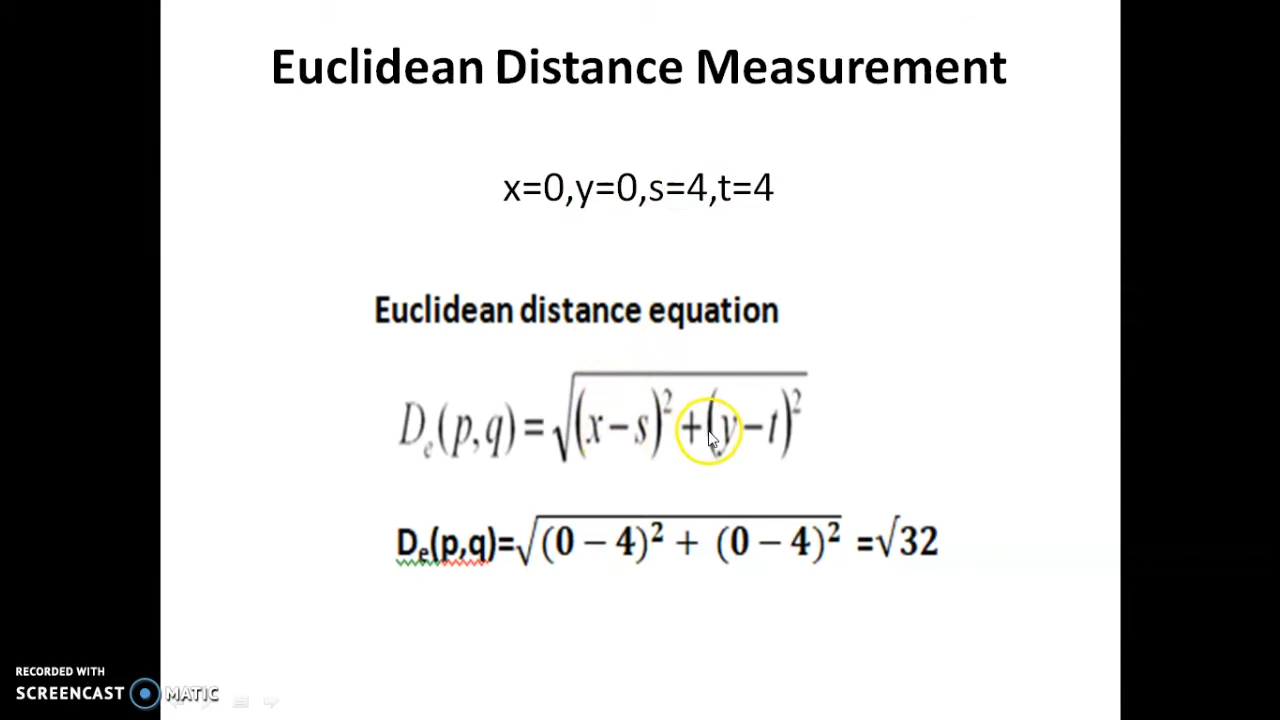 Euclidean Distance Measurement
x=0,y=0,s=4,t=4
Euclidean distance equation
Dₑ(p,q)=√(x−s)²+(y−t)²
Dₑ(p,q)=√(0−4)²+ (0−4)² =√32
RECORDED WITH
SCREENCAST MATIC